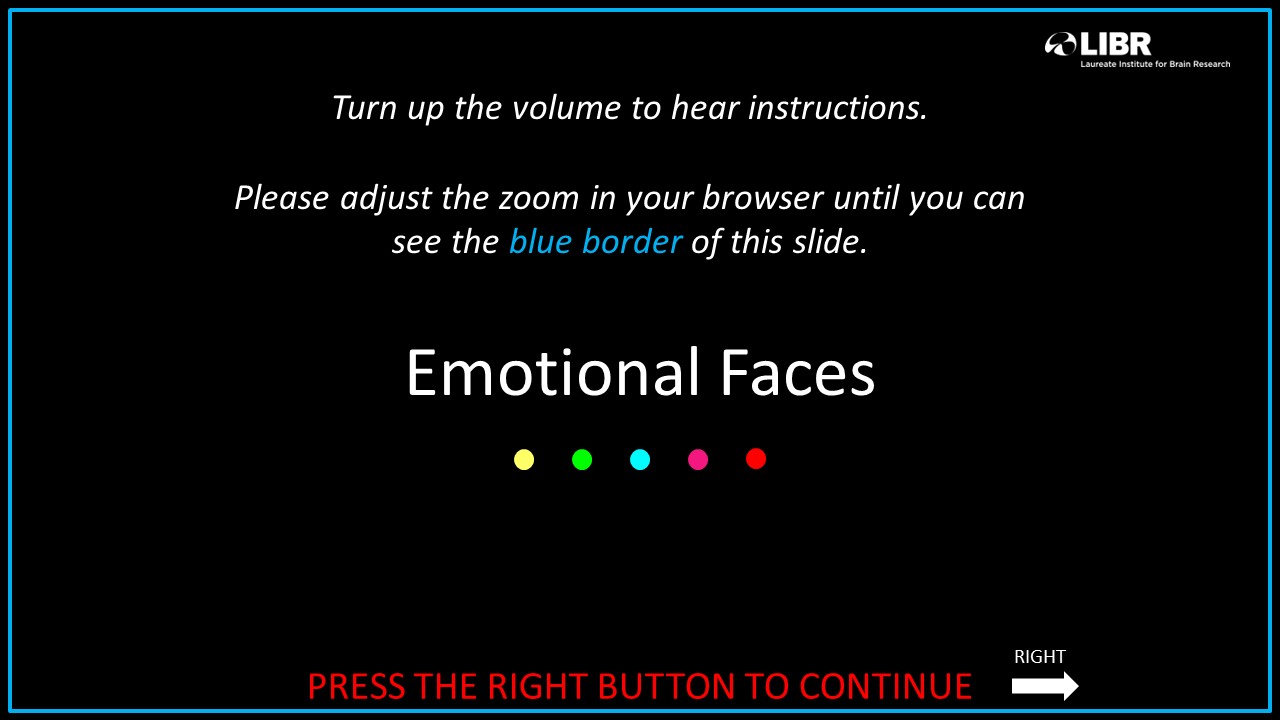 LIBR
Laureate Institute for Brain Research
Turn up the volume to hear instructions.
Please adjust the zoom in your browser until you can
see the blue border of this slide.
Emotional Faces
RIGHT
PRESS THE RIGHT BUTTON TO CONTINUE